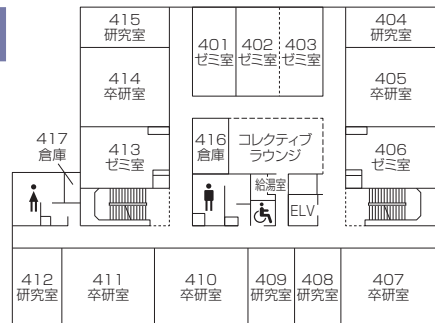 415
研究室
401
ゼミ室
402
ゼミ室
403
ゼミ室
404
研究室
414
卒研室
405
卒研室
417
倉庫
413
ゼミ室
416
倉庫
コレクティブ
ラウンジ
406
ゼミ室
給湯室
ELV
412
研究室
411
卒研室
410
卒研室
409
研究室
408
研究室
407
卒研室